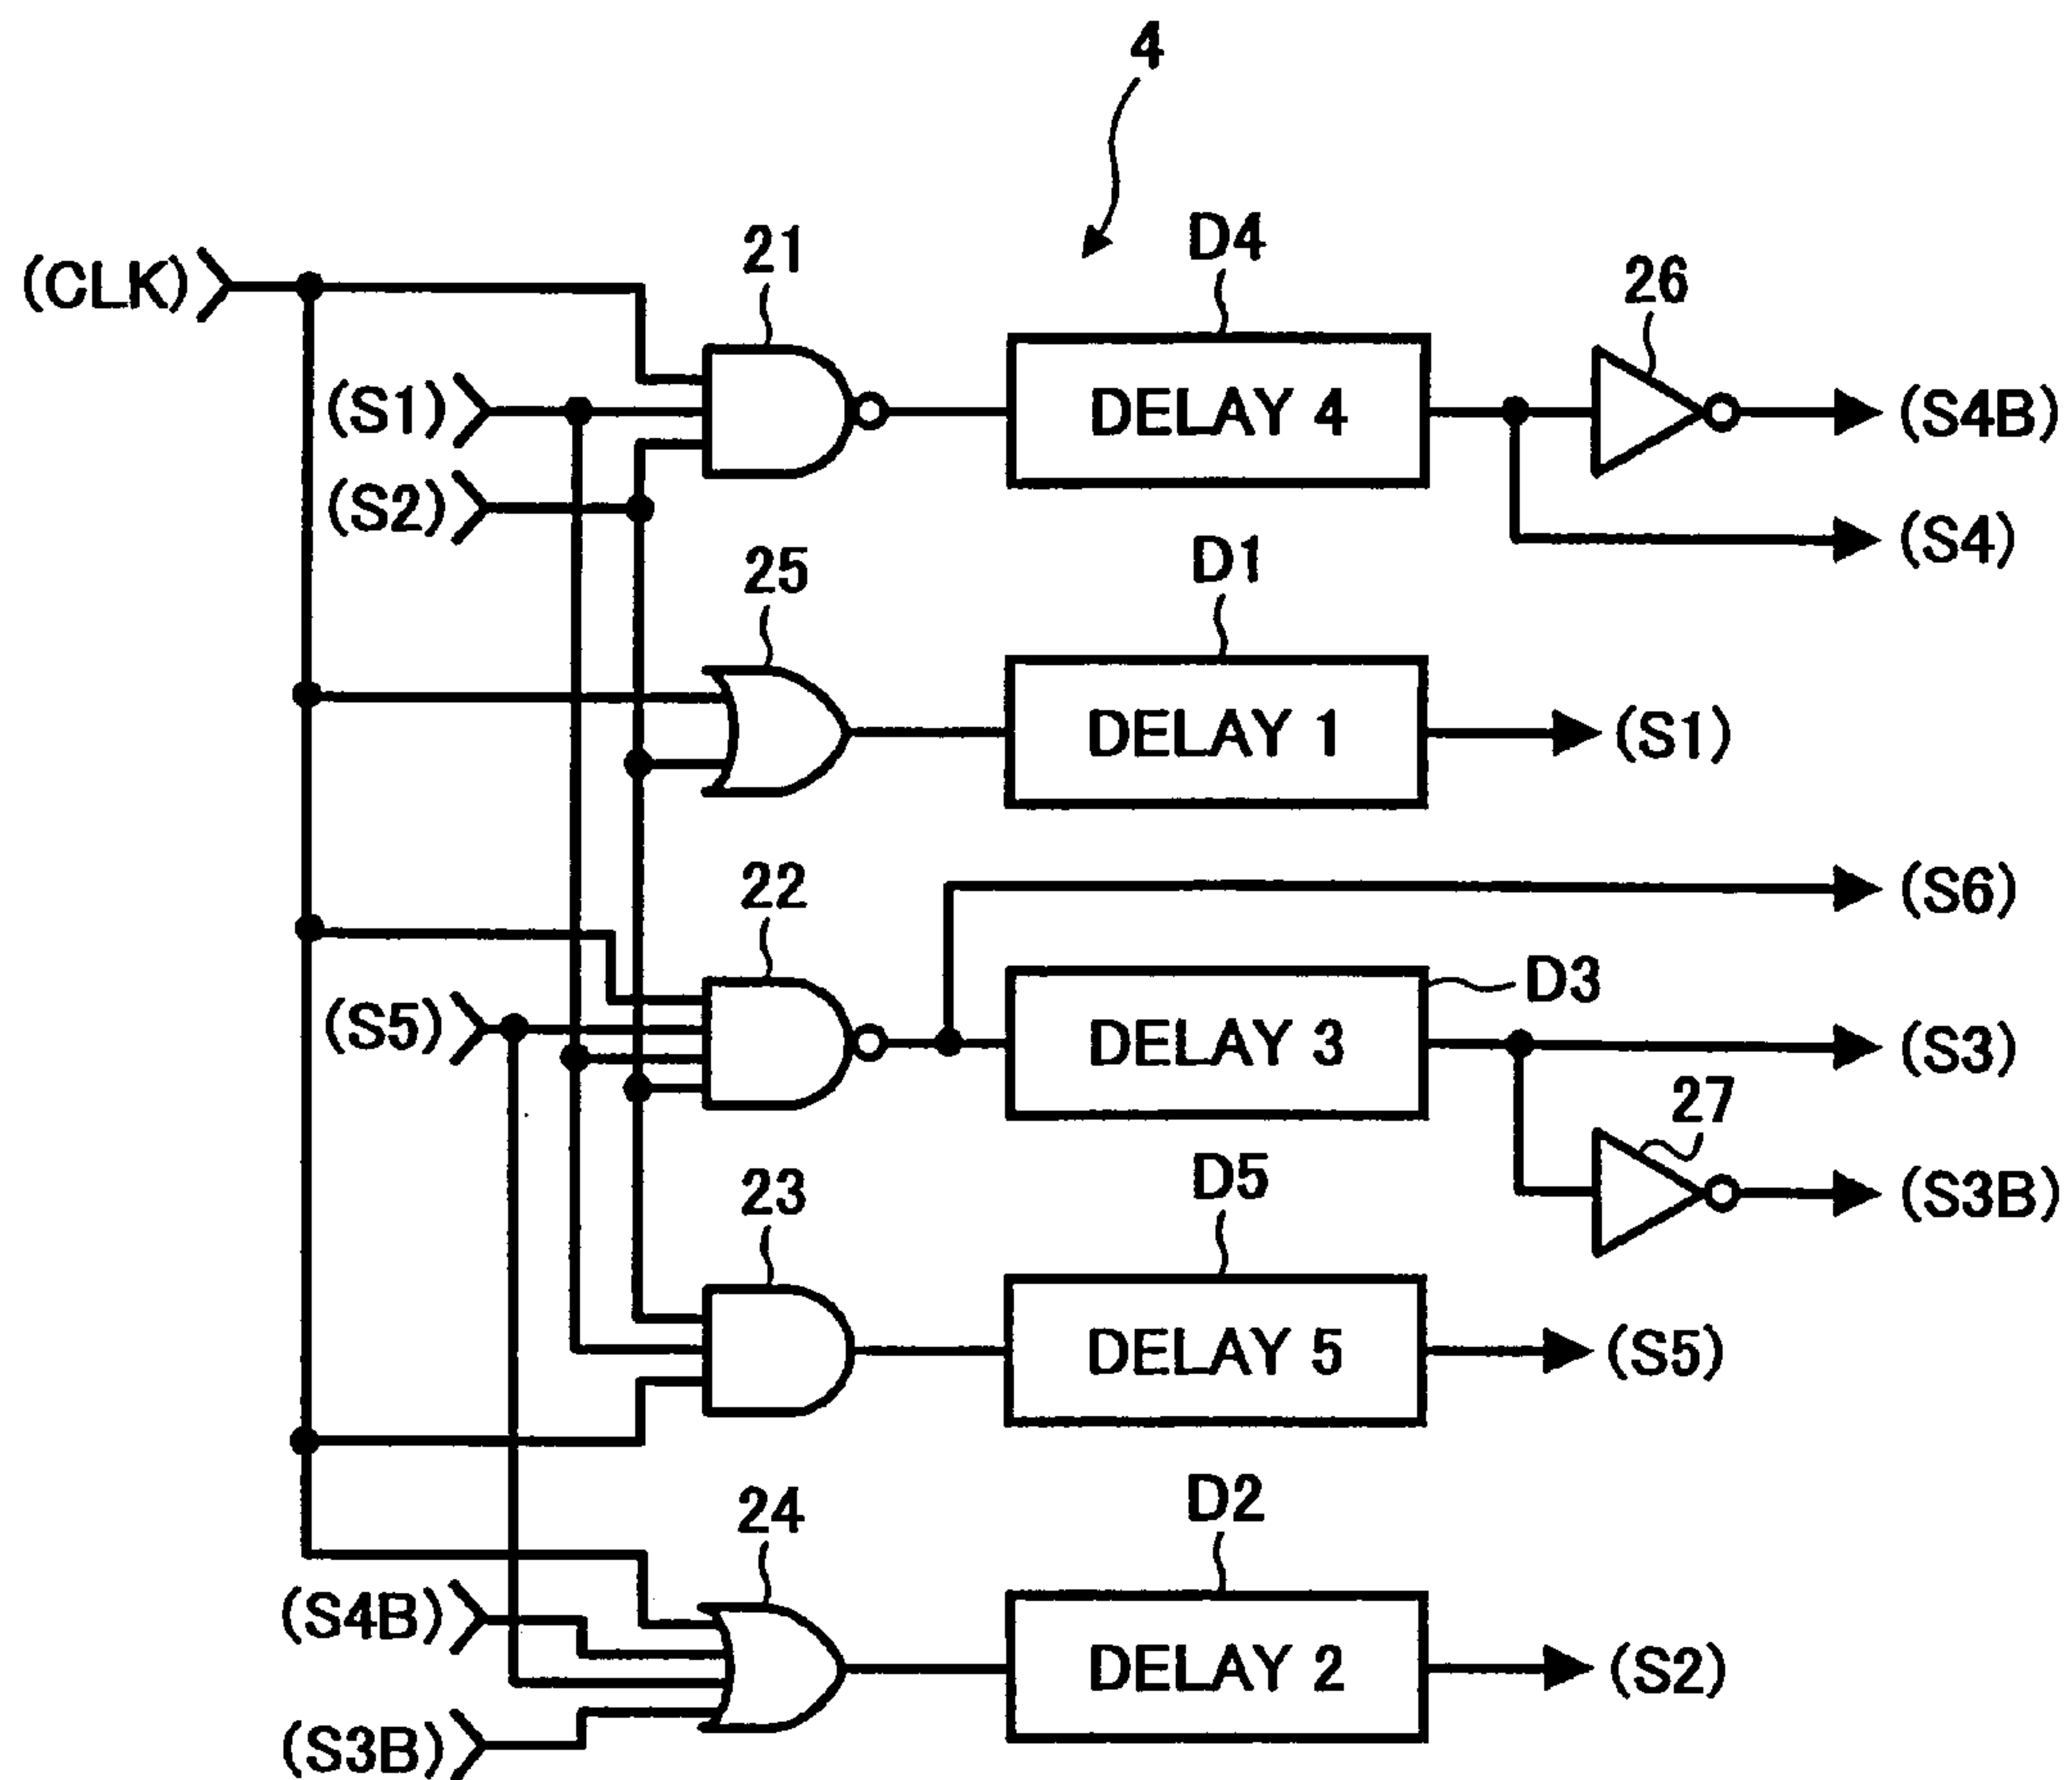 4
D4
21
26
(CLK)
(S1)
DELAY 4
(S4B)
(S2)
(S4)
D1
25
DELAY 1
(S1)
22
(S6)
D3
(S5)
DELAY 3
(S3)
27
23
D5
(S3B)
DELAY 5
(S5)
24
D2
(S4B)
DELAY 2
(S2)
(S3B)